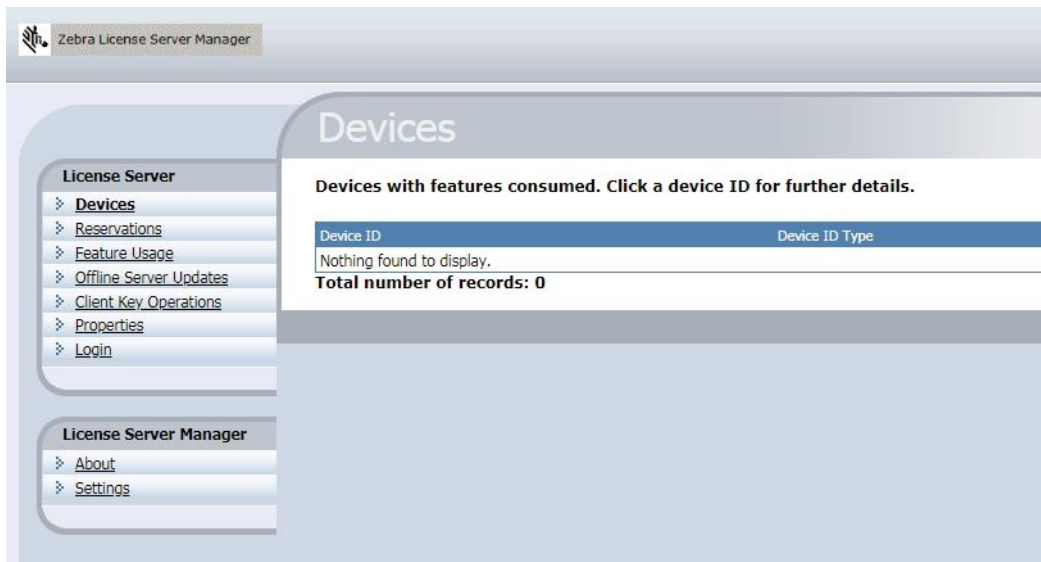 Zebra License Server Manager
Devices
License Server
Devices
Reservations
Feature Usage
Offline Server Updates
Client Key Operations
Properties
Login
License Server Manager
About
Settings
Devices with features consumed. Click a device ID for further details.
Device ID Device ID Type
Nothing found to display.
Total number of records: 0